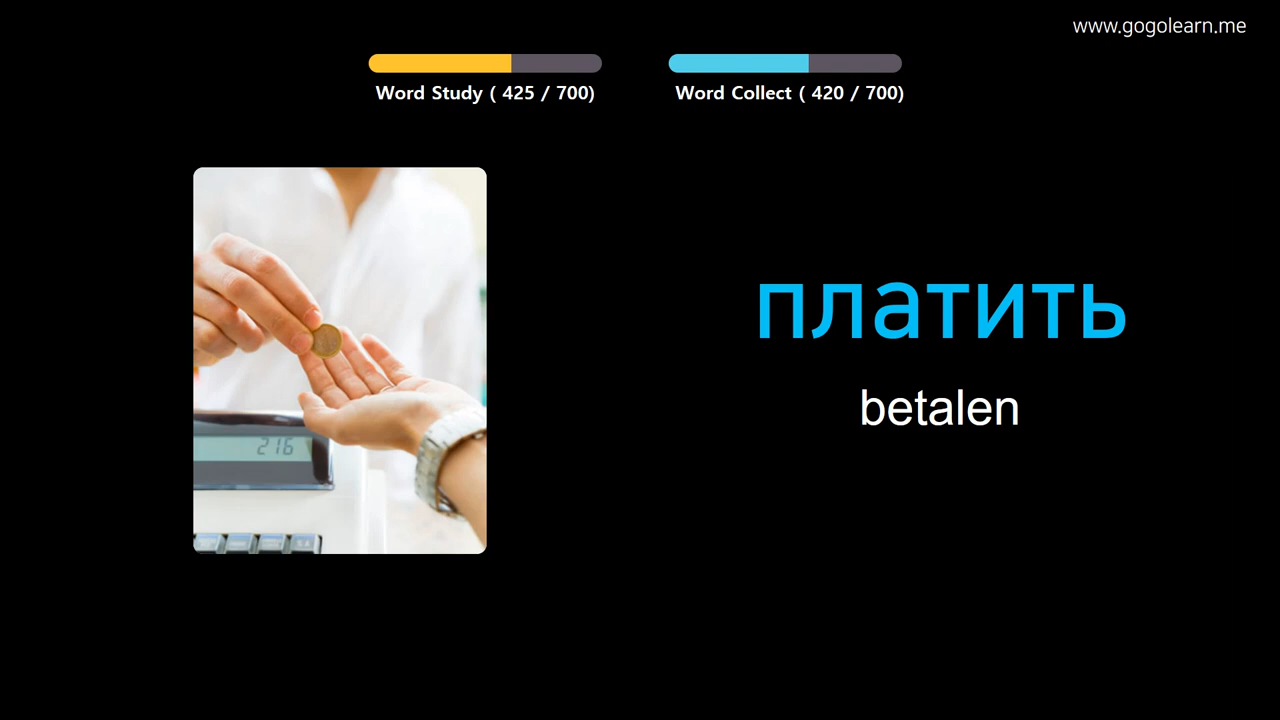 www.gogolearn.me
Word Study ( 425 / 700)
Word Collect ( 420 / 700)
платить
betalen
216